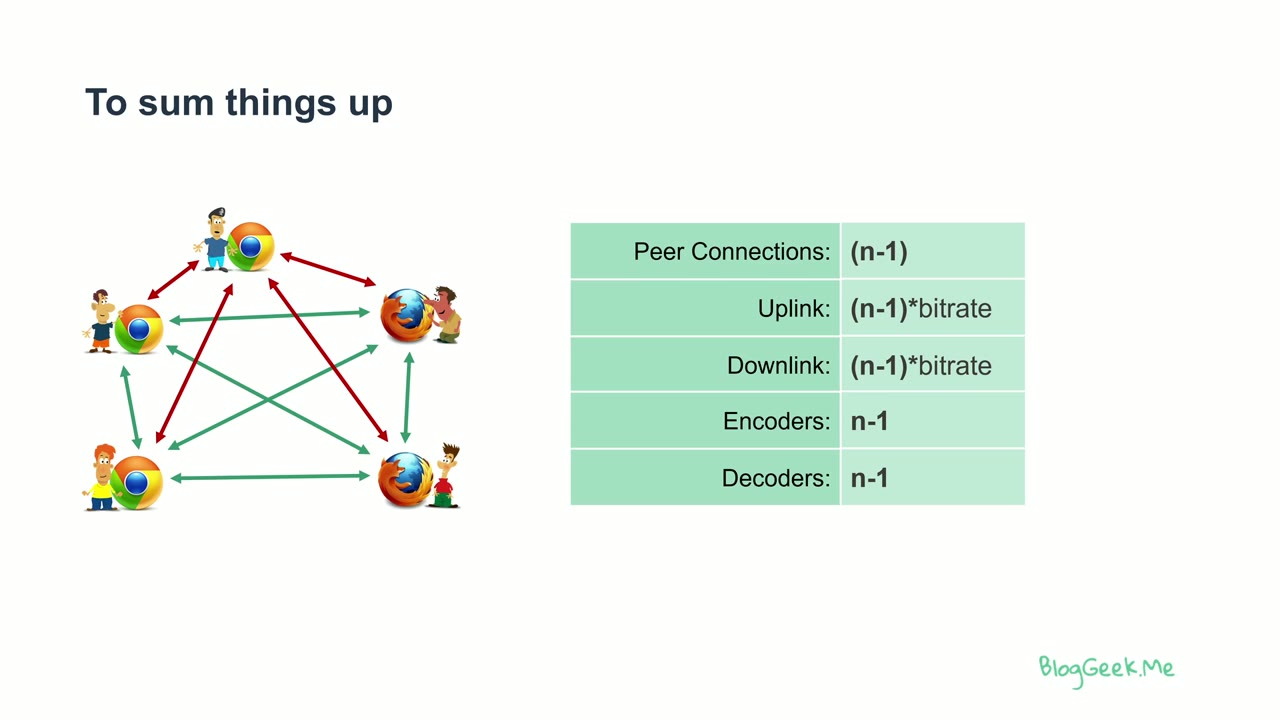 To sum things up
Peer Connections: (n-1)
Uplink: (n-1)*bitrate
Downlink: (n-1)*bitrate
Encoders: n-1
Decoders: n-1
BlogGeek.Me